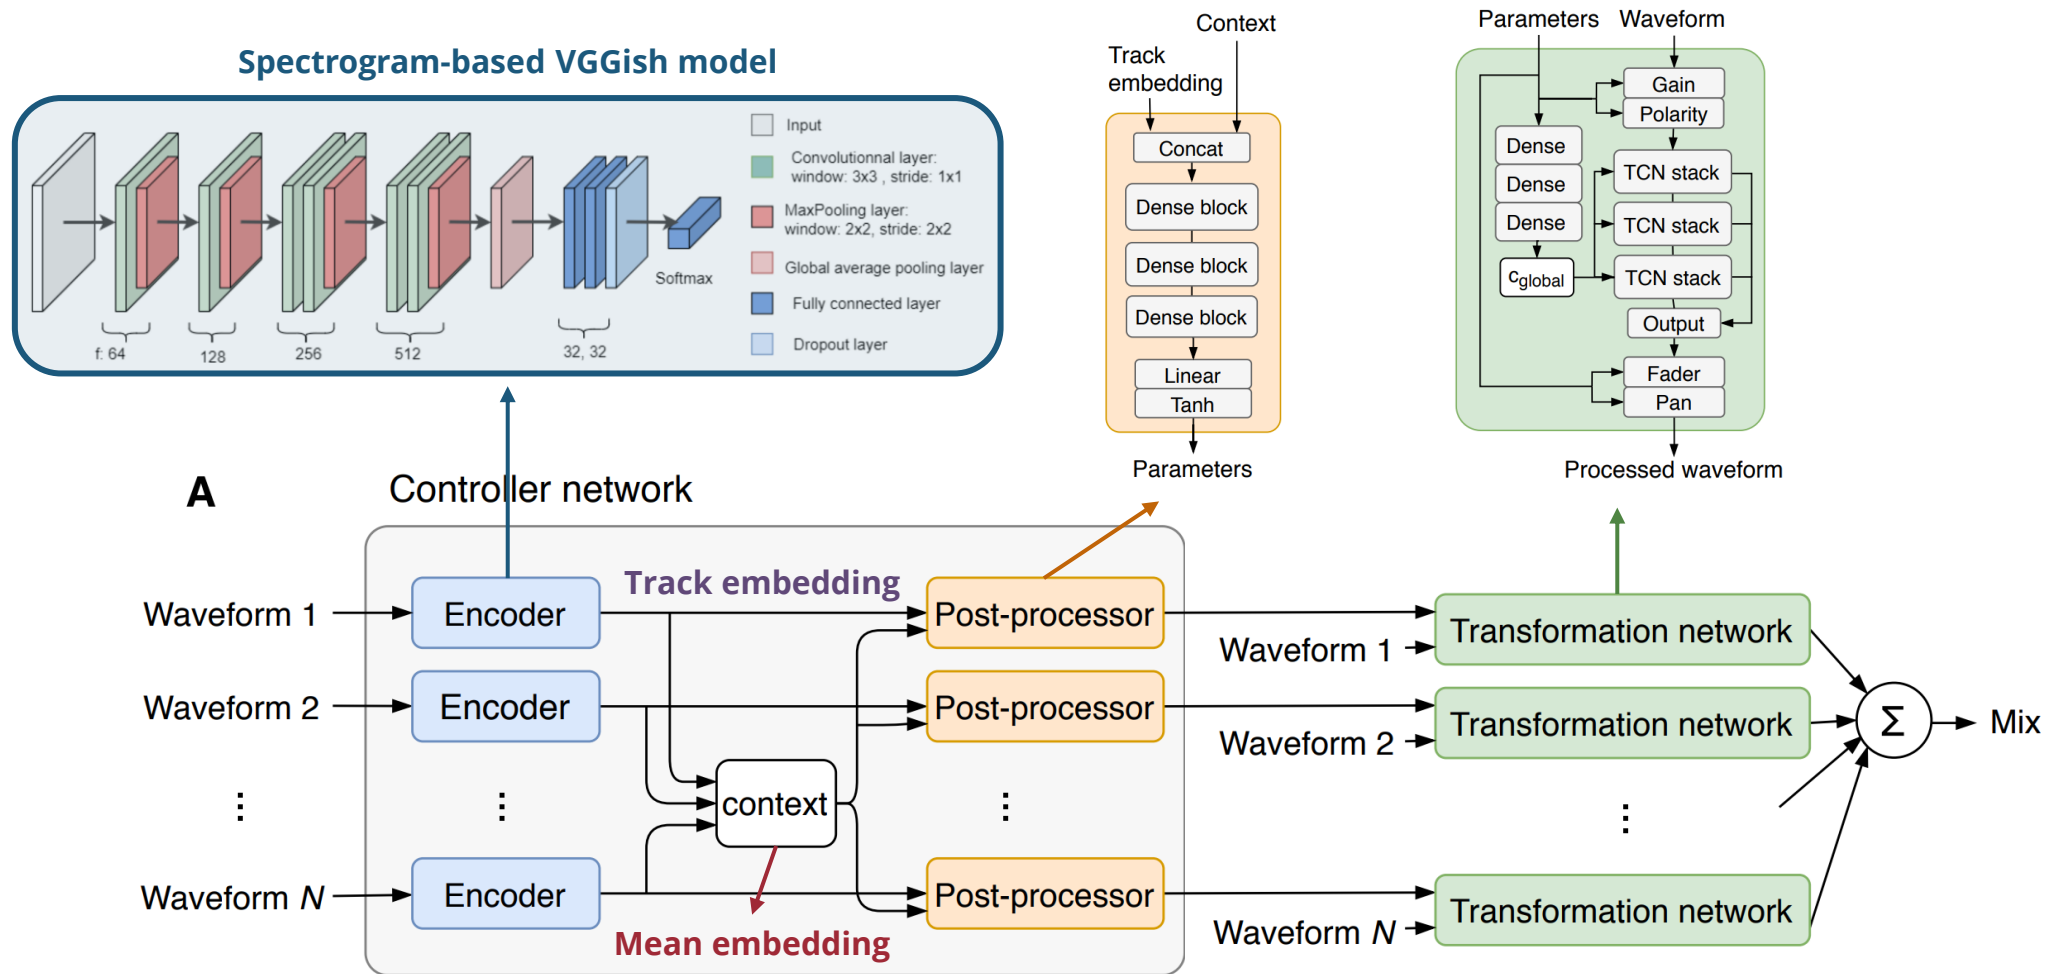 Spectrogram-based VGGish model
Input
Convolutionnal layer:
window: 3x3 , stride: 1x1
MaxPooling layer:
window: 2x2, stride: 2x2
Global average pooling layer
Fully connected layer
Dropout layer
Softmax
f: 64
128
256
512
32, 32
Context
Track
embedding
Concat
Dense block
Dense block
Dense block
Linear
Tanh
Parameters
Parameters
Waveform
Gain
Polarity
Dense
Dense
Dense
cglobal
TCN stack
TCN stack
TCN stack
Output
Fader
Pan
Processed waveform
A
Controller network
Track embedding
Waveform 1
Encoder
Post-processor
Waveform 1
Transformation network
Waveform 2
Encoder
Post-processor
Waveform 2
Transformation network
Σ
Mix
⋮
⋮
context
⋮
⋮
Waveform N
Encoder
Post-processor
Waveform N
Transformation network
Mean embedding